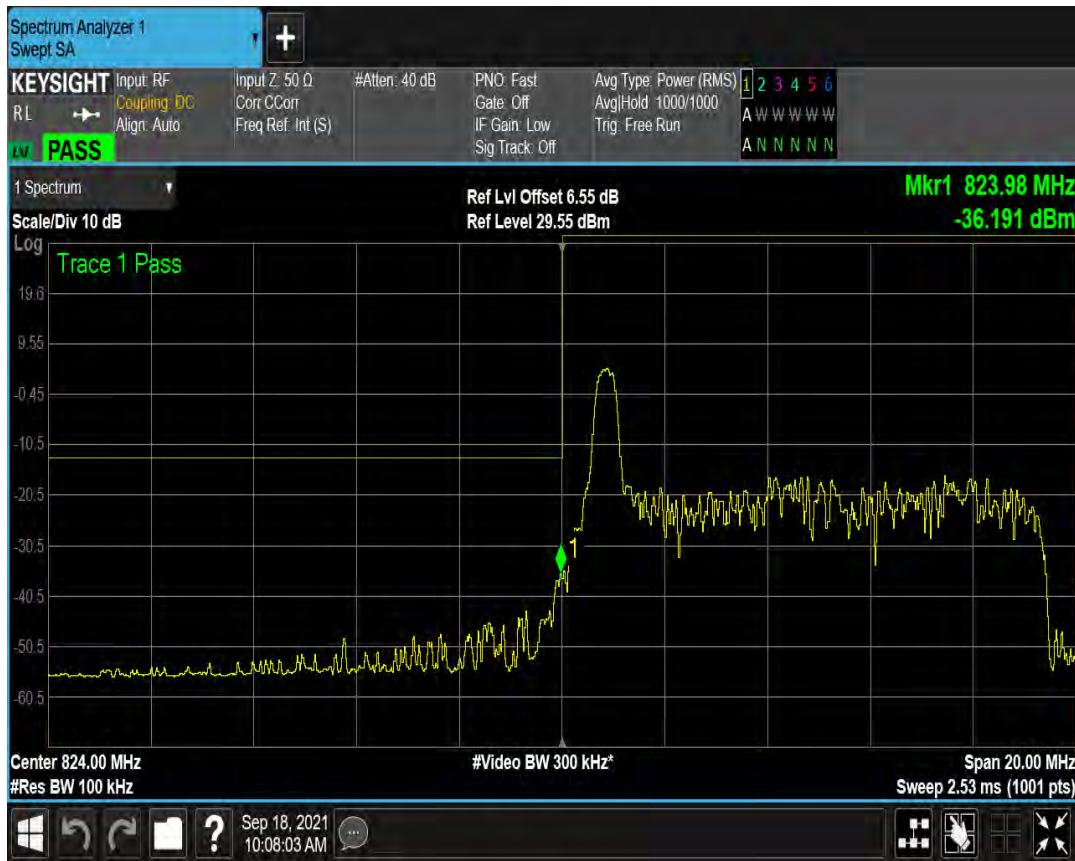 Spectrum Analyzer 1
Swept SA
+
KEYSIGHT
RL
LXI PASS
Input: RF
Coupling: DC
Align: Auto
Input Z: 50 Ω
Corr CCorr
Freq Ref: Int (S)
#Atten: 40 dB
PNO: Fast
Gate: Off
IF Gain: Low
Sig Track: Off
Avg Type: Power (RMS)
Avg|Hold: 1000/1000
Trig: Free Run
1 2 3 4 5 6
A W W W W W
A N N N N N
1 Spectrum
Scale/Div 10 dB
Ref Lvl Offset 6.55 dB
Ref Level 29.55 dBm
Mkr1 823.98 MHz
-36.191 dBm
Log
Trace 1 Pass
19.6
9.55
-0.45
-10.5
-20.5
-30.5
-40.5
-50.5
-60.5
Center 824.00 MHz
#Video BW 300 kHz*
Span 20.00 MHz
#Res BW 100 kHz
Sweep 2.53 ms (1001 pts)
?
Sep 18, 2021
10:08:03 AM